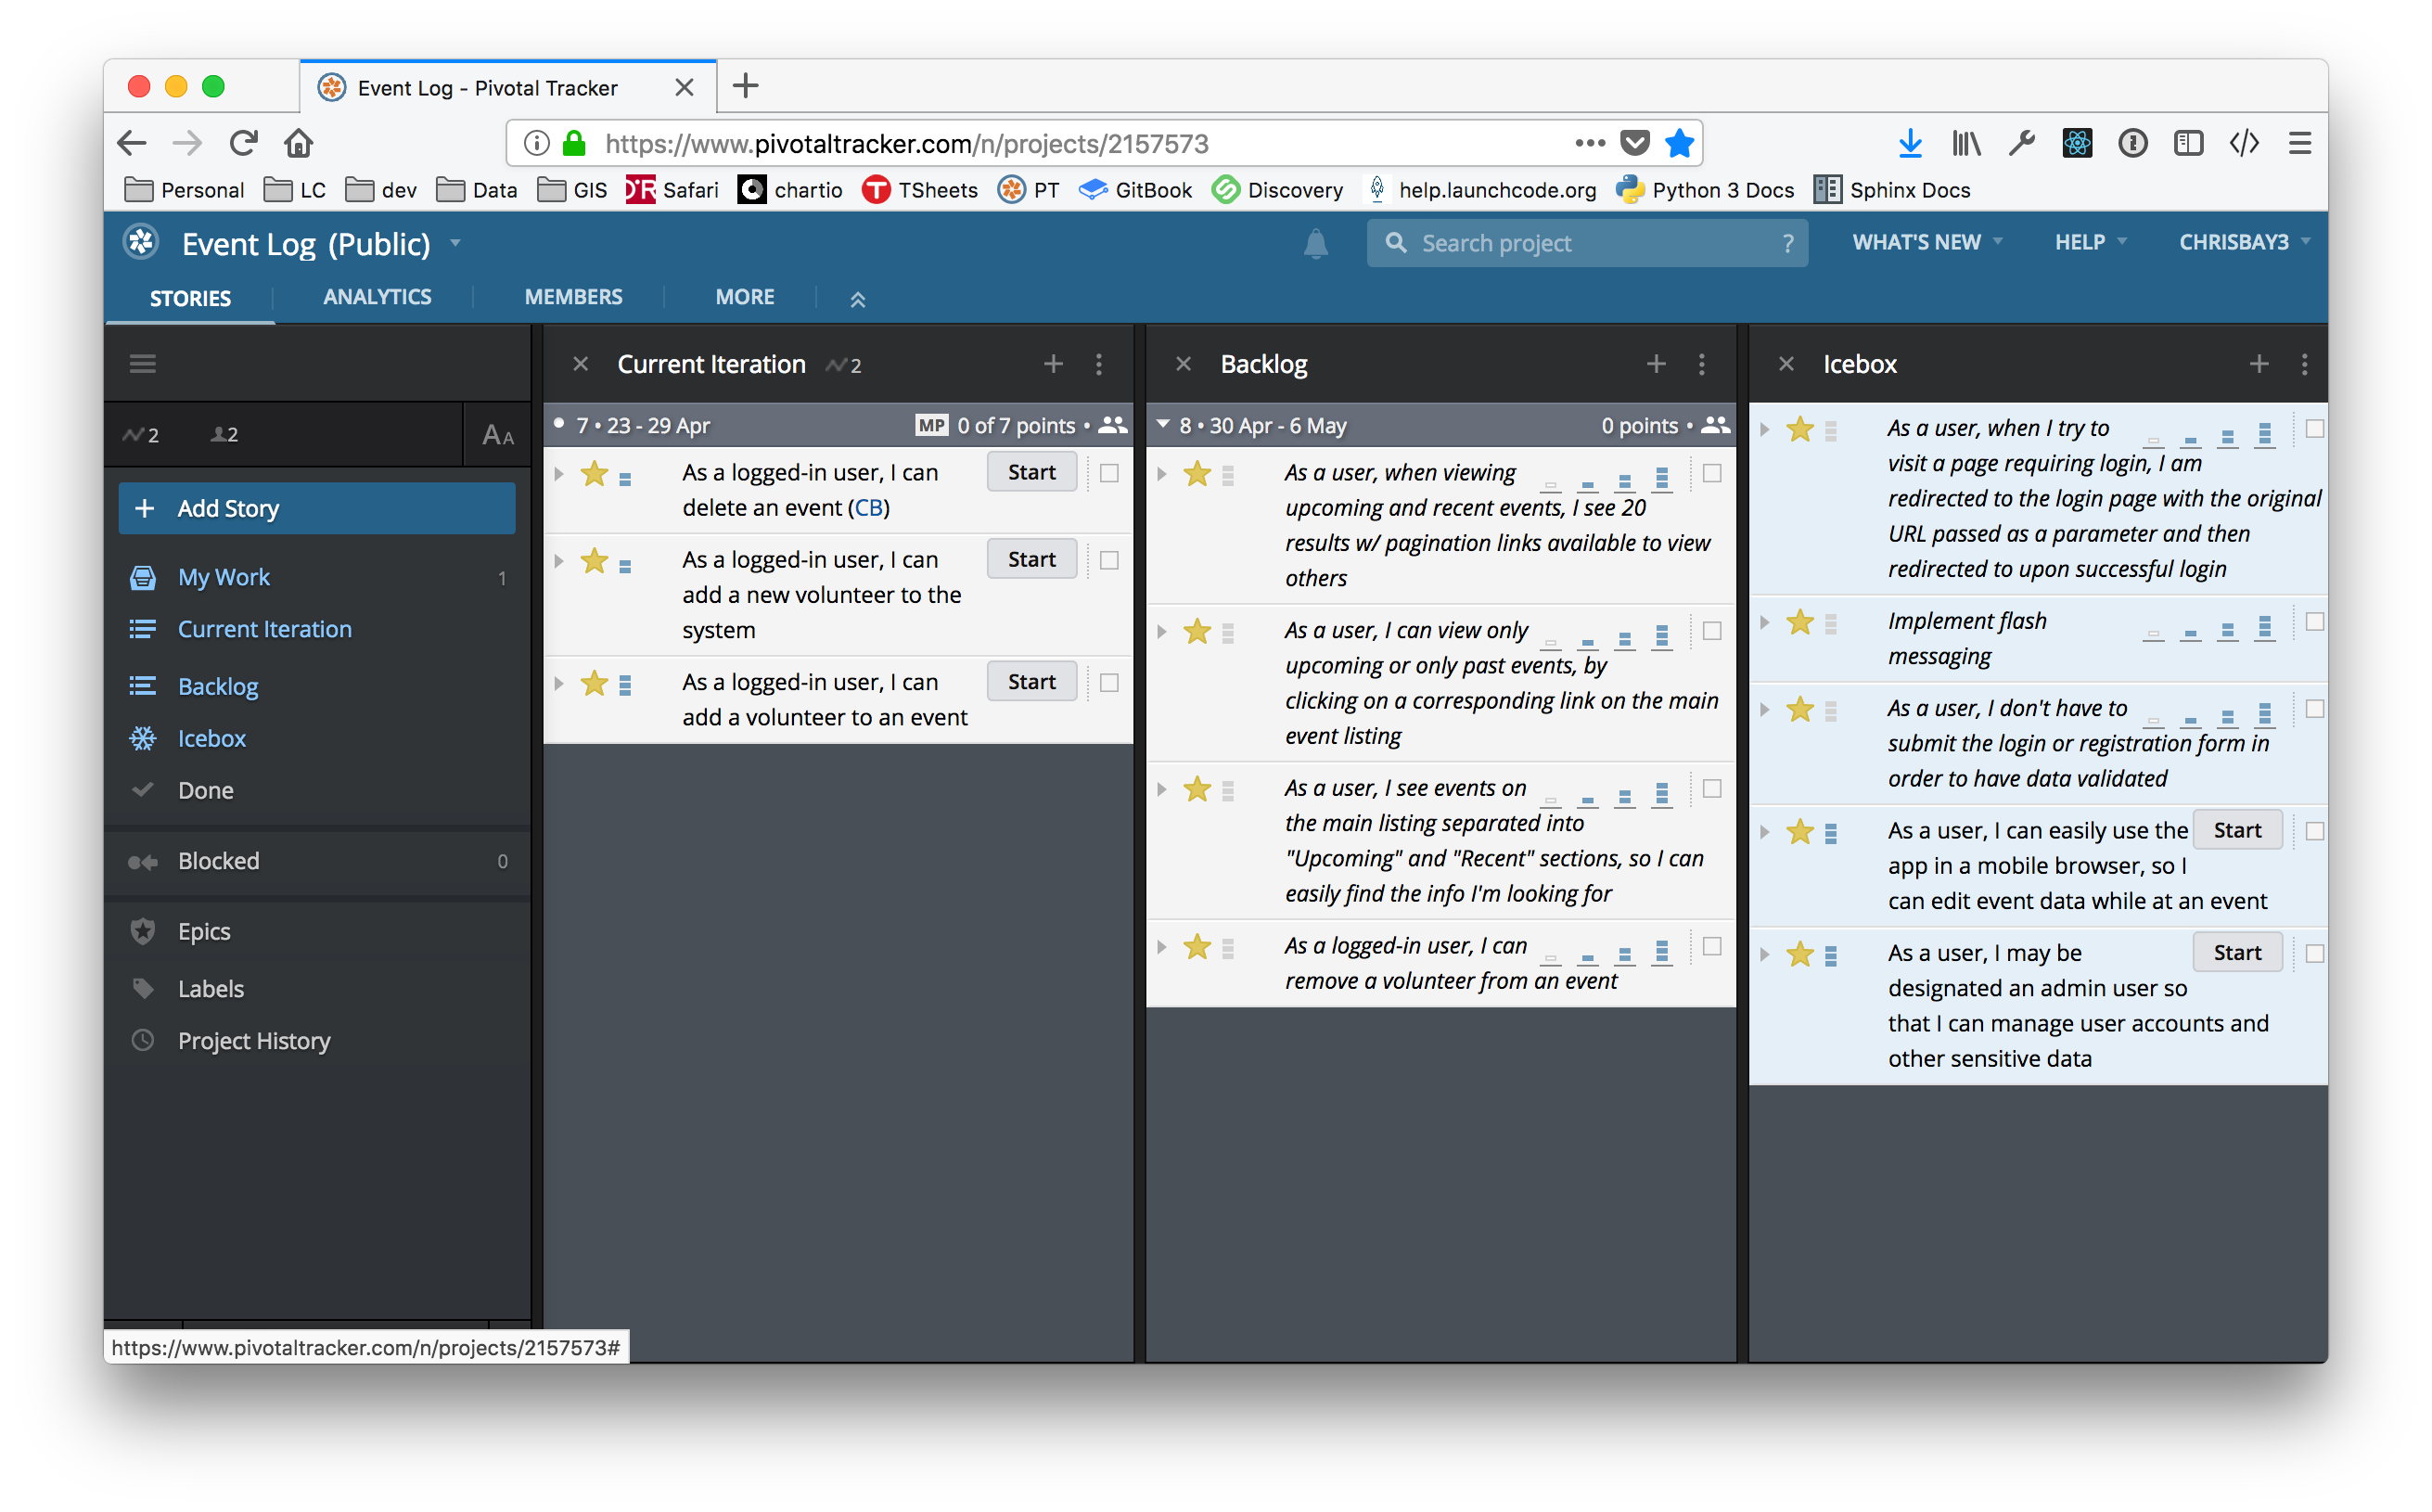 Event Log - Pivotal Tracker
https://www.pivotaltracker.com/n/projects/2157573
Personal LC dev Data GIS Safari chartio TSheets PT GitBook Discovery help.launchcode.org Python 3 Docs Sphinx Docs
Event Log (Public)
Search project ?
WHAT'S NEW HELP CHRISBAY3
STORIES ANALYTICS MEMBERS MORE
2 2 AA
+ Add Story
My Work 1
Current Iteration
Backlog
Icebox
Done
Blocked 0
Epics
Labels
Project History
Current Iteration 2
7 • 23 - 29 Apr MP 0 of 7 points •
As a logged-in user, I can Start
delete an event (CB)
As a logged-in user, I can Start
add a new volunteer to the
system
As a logged-in user, I can Start
add a volunteer to an event
Backlog
8 • 30 Apr - 6 May 0 points •
As a user, when viewing
upcoming and recent events, I see 20
results w/ pagination links available to view
others
As a user, I can view only
upcoming or only past events, by
clicking on a corresponding link on the main
event listing
As a user, I see events on
the main listing separated into
"Upcoming" and "Recent" sections, so I can
easily find the info I'm looking for
As a logged-in user, I can
remove a volunteer from an event
Icebox
As a user, when I try to
visit a page requiring login, I am
redirected to the login page with the original
URL passed as a parameter and then
redirected to upon successful login
Implement flash
messaging
As a user, I don't have to
submit the login or registration form in
order to have data validated
As a user, I can easily use the Start
app in a mobile browser, so I
can edit event data while at an event
As a user, I may be Start
designated an admin user so
that I can manage user accounts and
other sensitive data
https://www.pivotaltracker.com/n/projects/2157573#